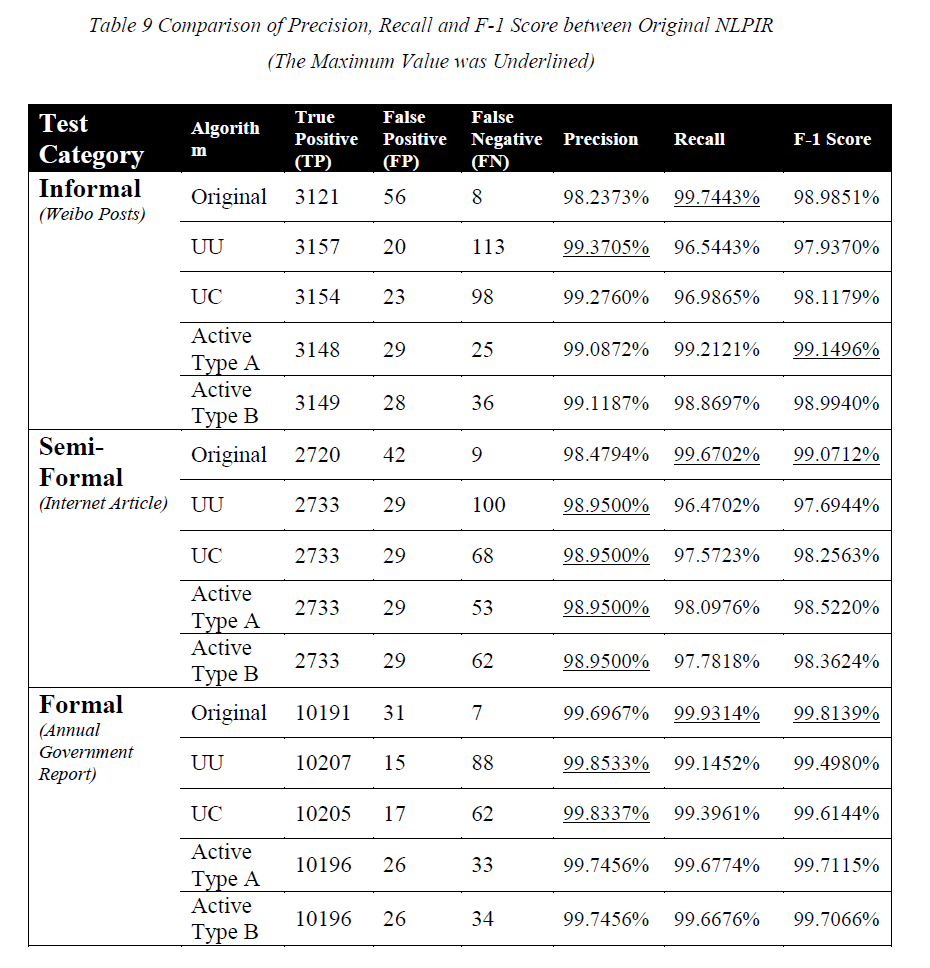 Table 9 Comparison of Precision, Recall and F-1 Score between Original NLPIR
(The Maximum Value was Underlined)
Test Category Algorithm True Positive (TP) False Positive (FP) False Negative (FN) Precision Recall F-1 Score
Informal (Weibo Posts) Original 3121 56 8 98.2373% 99.7443% 98.9851%
UU 3157 20 113 99.3705% 96.5443% 97.9370%
UC 3154 23 98 99.2760% 96.9865% 98.1179%
Active Type A 3148 29 25 99.0872% 99.2121% 99.1496%
Active Type B 3149 28 36 99.1187% 98.8697% 98.9940%
Semi-Formal (Internet Article) Original 2720 42 9 98.4794% 99.6702% 99.0712%
UU 2733 29 100 98.9500% 96.4702% 97.6944%
UC 2733 29 68 98.9500% 97.5723% 98.2563%
Active Type A 2733 29 53 98.9500% 98.0976% 98.5220%
Active Type B 2733 29 62 98.9500% 97.7818% 98.3624%
Formal (Annual Government Report) Original 10191 31 7 99.6967% 99.9314% 99.8139%
UU 10207 15 88 99.8533% 99.1452% 99.4980%
UC 10205 17 62 99.8337% 99.3961% 99.6144%
Active Type A 10196 26 33 99.7456% 99.6774% 99.7115%
Active Type B 10196 26 34 99.7456% 99.6676% 99.7066%